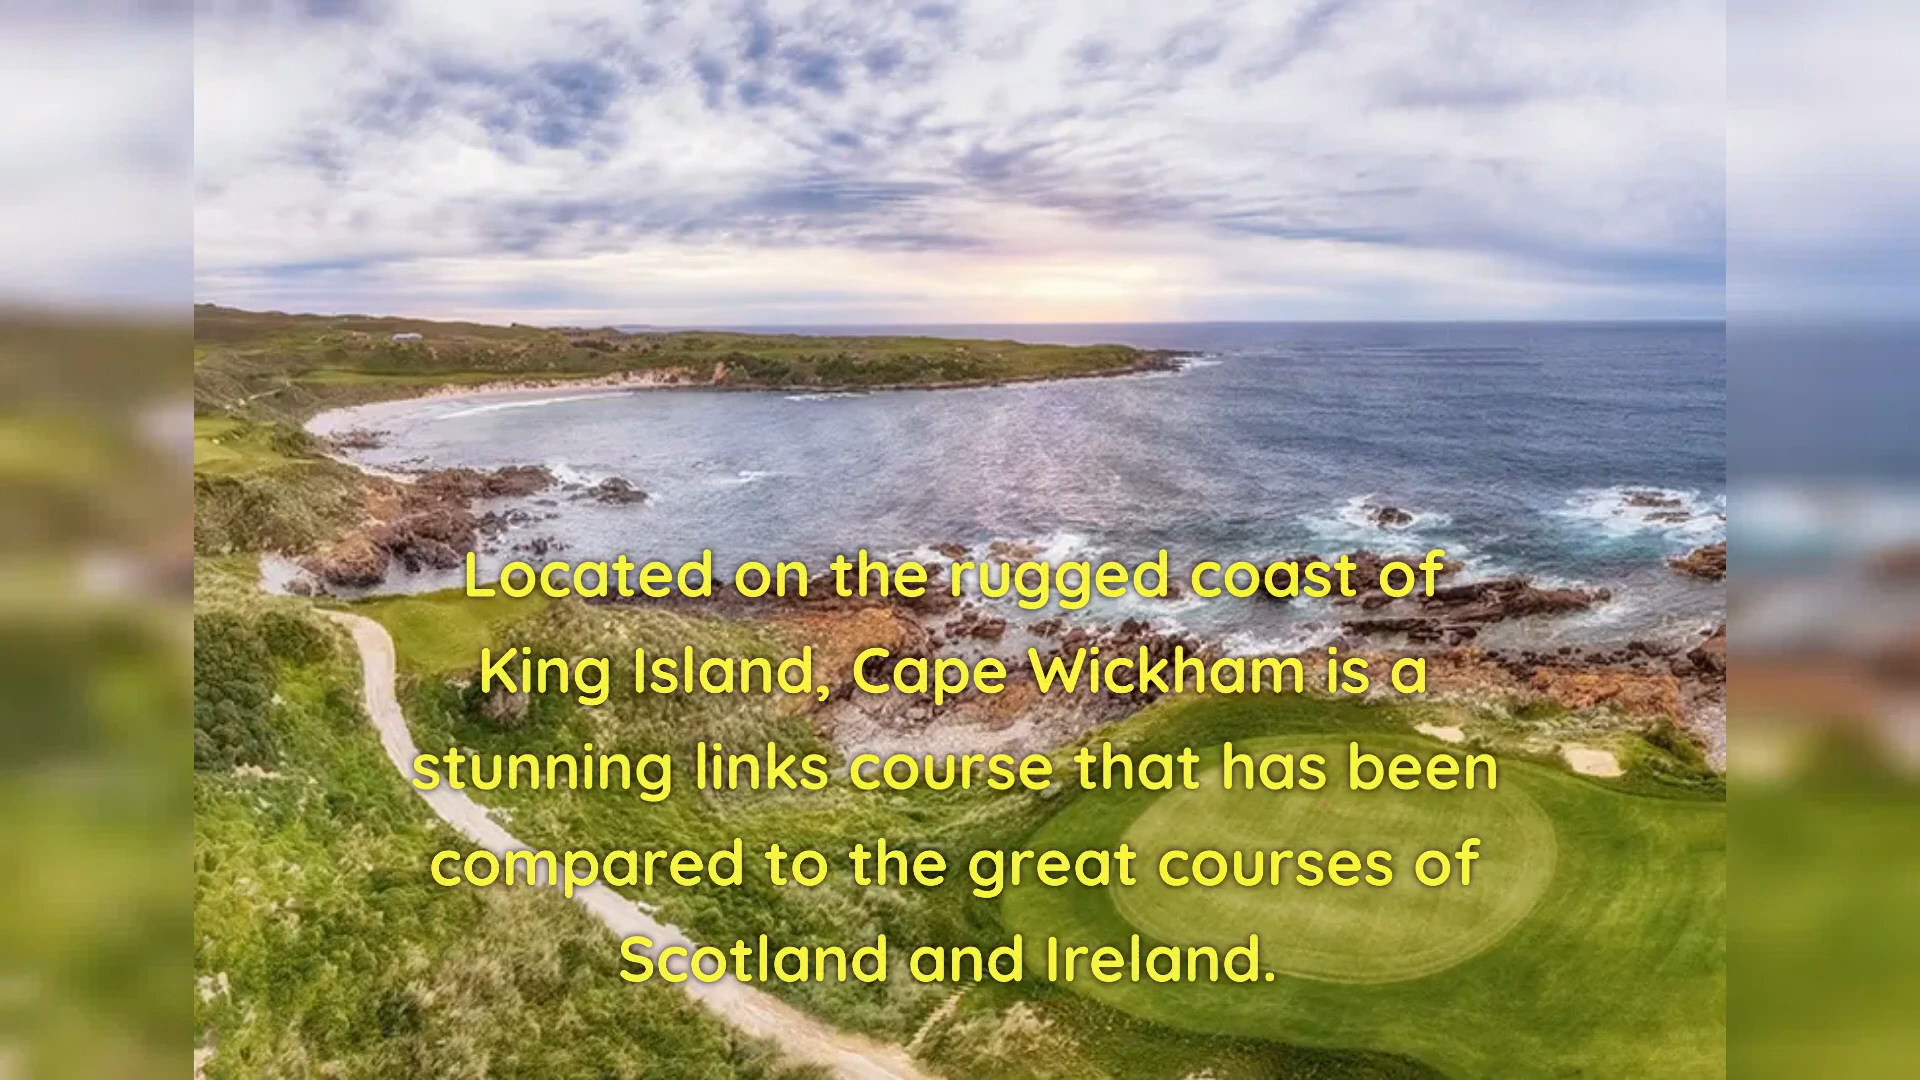 Located on the rugged coast of
King Island, Cape Wickham is a
stunning links course that has been
compared to the great courses of
Scotland and Ireland.